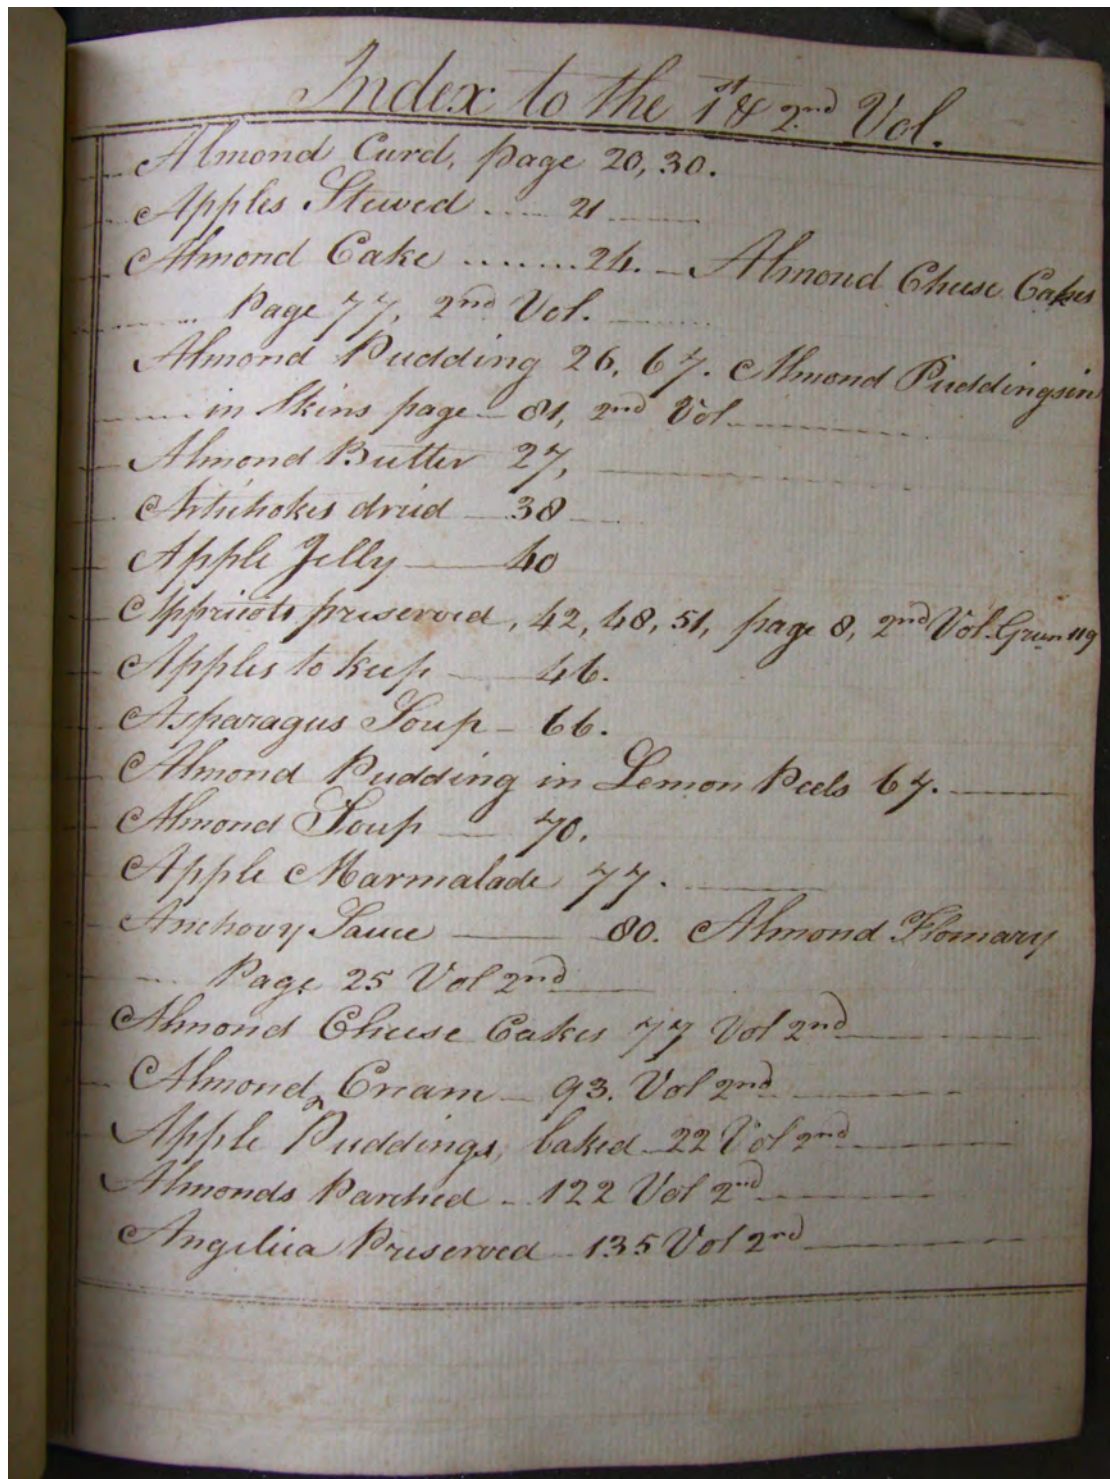 Index to the 1st & 2nd Vol.
Almond Curd, page 20, 30.
Apples Stewed .... 21
Almond Cake ....... 24. - Almond Cheese Cakes
Page 77, 2nd Vol.
Almond Pudding 26, 67. Almond Puddings in
in Skins page - 81, 2nd Vol
Almond Butter 27,
Artichokes dried 38
Apple Jelly 40
Appricots preserved, 42, 48, 51, page 8, 2nd Vol. Green 119
Apples to keep 46.
Asparagus Soup - 66.
Almond Pudding in Lemon Peels 67.
Almond Soup 70.
Apple Marmalade 77.
Anchovy Sauce 80. Almond Flomary
Page 25 Vol 2nd
Almond Cheese Cakes 77 Vol 2nd
Almond Cream 93. Vol 2nd
Apple Puddings, baked 22 Vol 2nd
Almonds Parched - 122 Vol 2nd
Angelica Preserved 135 Vol 2nd